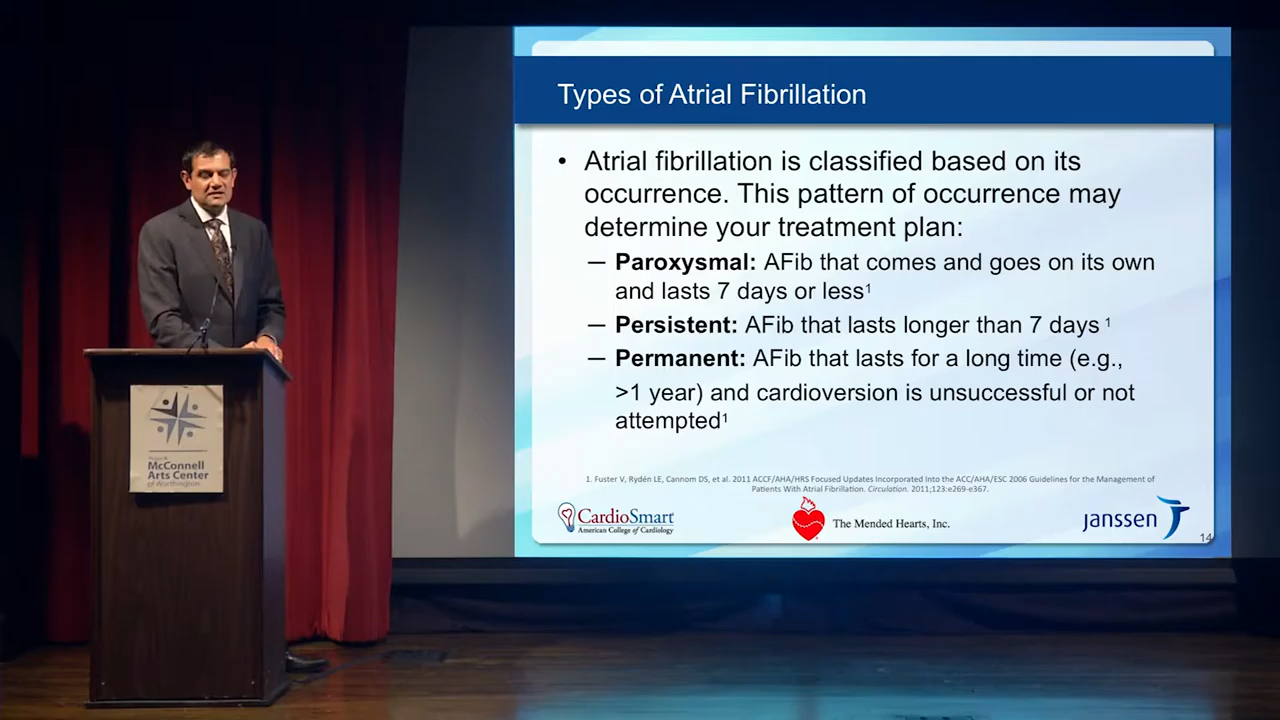 Types of Atrial Fibrillation
• Atrial fibrillation is classified based on its
occurrence. This pattern of occurrence may
determine your treatment plan:
— Paroxysmal: AFib that comes and goes on its own
and lasts 7 days or less¹
— Persistent: AFib that lasts longer than 7 days ¹
— Permanent: AFib that lasts for a long time (e.g.,
>1 year) and cardioversion is unsuccessful or not
attempted¹
1. Fuster V, Rydén LE, Cannom DS, et al. 2011 ACCF/AHA/HRS Focused Updates Incorporated Into the ACC/AHA/ESC 2006 Guidelines for the Management of
Patients With Atrial Fibrillation. Circulation. 2011;123:e269-e367.
CardioSmart
American College of Cardiology
The Mended Hearts, Inc.
janssen
14
McConnell
Arts Center
of Worthington